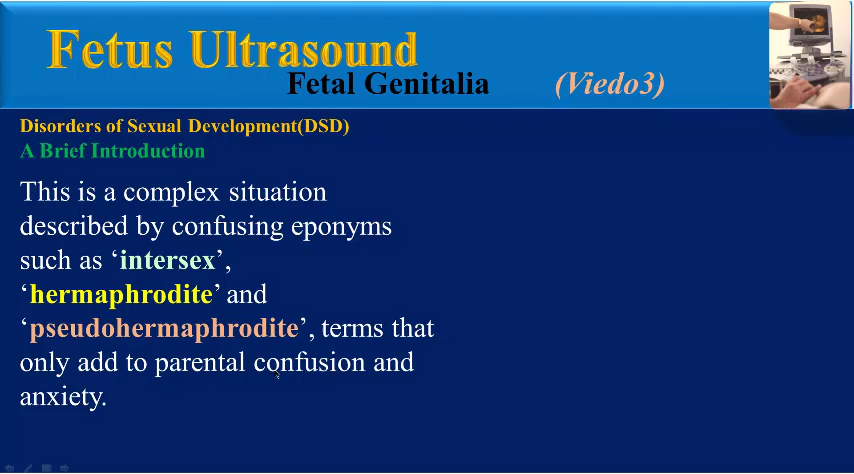 Fetus Ultrasound
Fetal Genitalia (Viedo3)
Disorders of Sexual Development(DSD)
A Brief Introduction
This is a complex situation
described by confusing eponyms
such as ‘intersex’,
‘hermaphrodite’ and
‘pseudohermaphrodite’, terms that
only add to parental confusion and
anxiety.